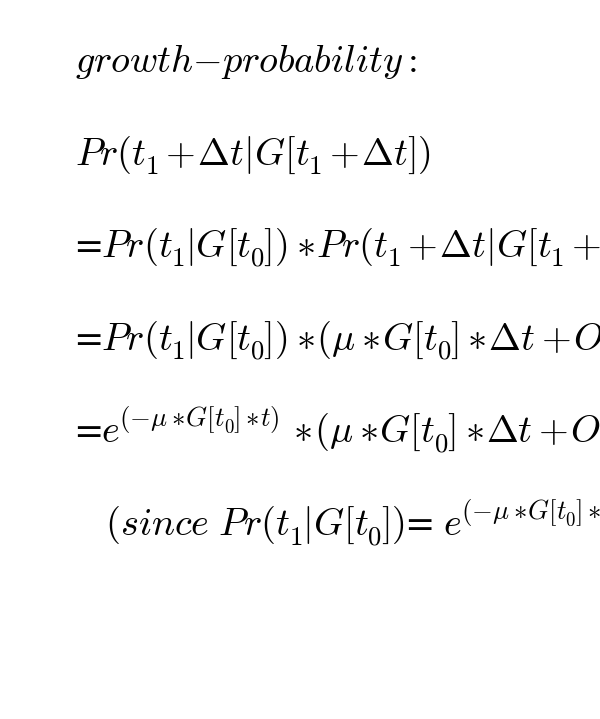 growth−probability :
Pr(t₁ +Δt∣G[t₁ +Δt])
=Pr(t₁∣G[t₀]) ∗Pr(t₁ +Δt∣G[t₁ +
=Pr(t₁∣G[t₀]) ∗(μ ∗G[t₀] ∗Δt +O
=e^(−μ ∗G[t₀] ∗t) ∗(μ ∗G[t₀] ∗Δt +O
(since Pr(t₁∣G[t₀])= e^(−μ ∗G[t₀] ∗